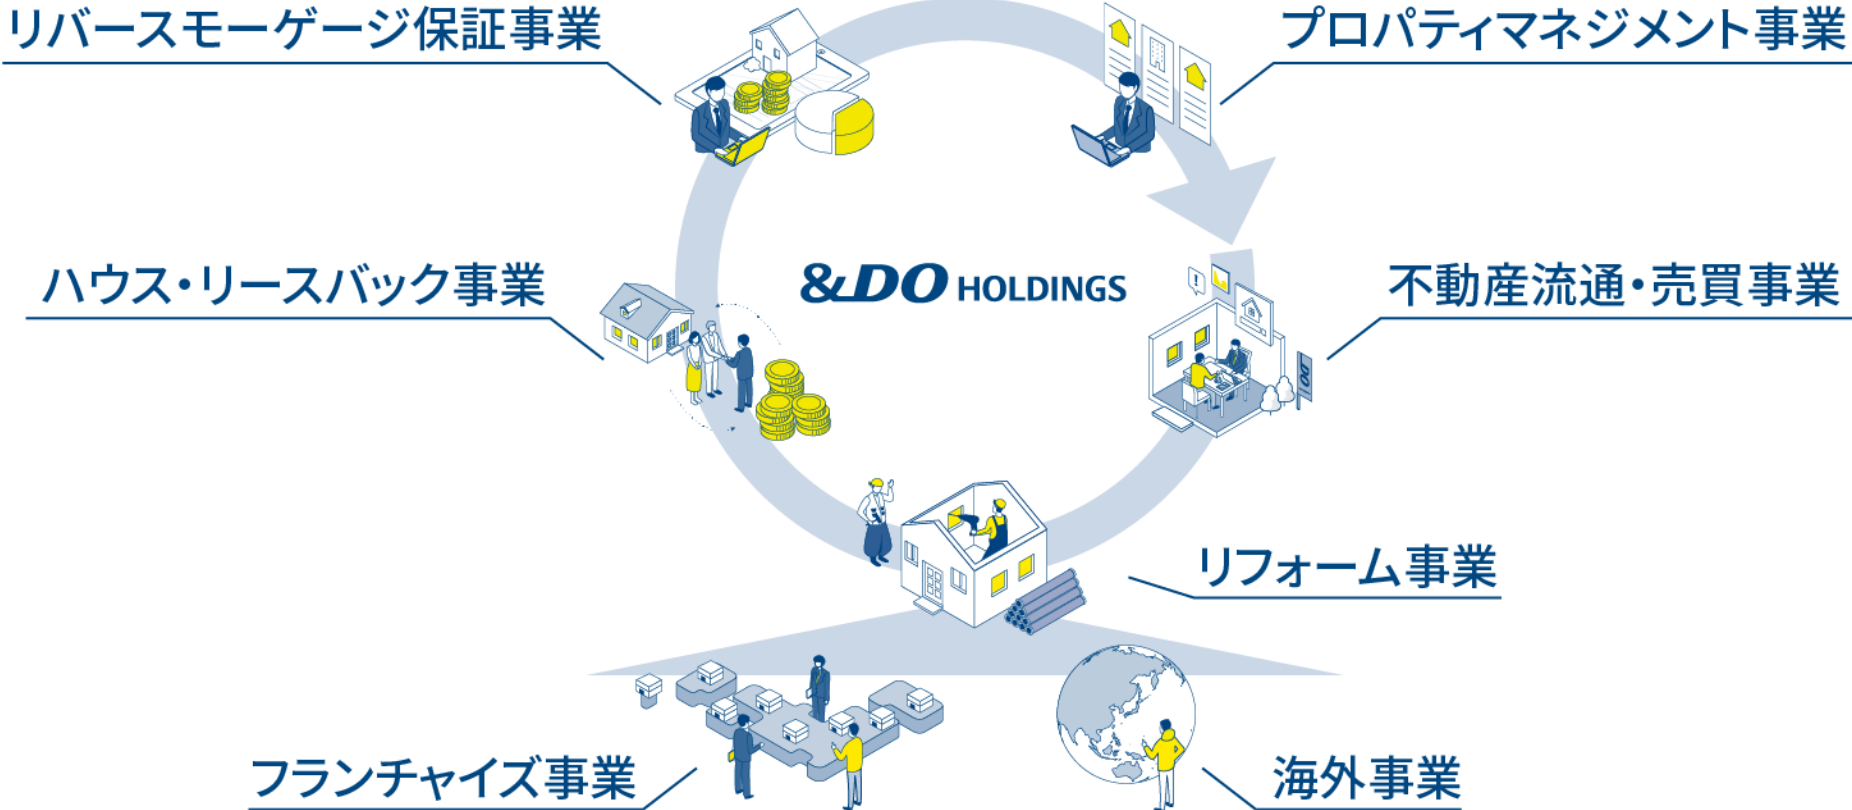 リバースモーゲージ保証事業
プロパティマネジメント事業
ハウス・リースバック事業
&DO HOLDINGS
不動産流通・売買事業
!
DO
リフォーム事業
フランチャイズ事業
海外事業